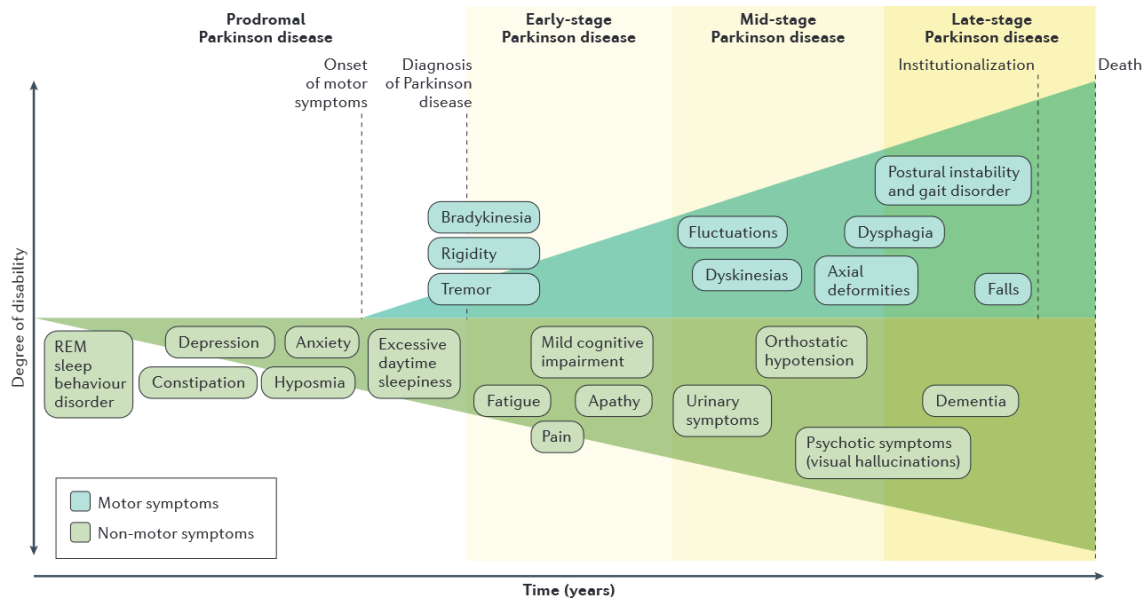 Prodromal
Parkinson disease
Early-stage
Parkinson disease
Mid-stage
Parkinson disease
Late-stage
Parkinson disease
Onset
of motor
symptoms
Diagnosis
of Parkinson
disease
Institutionalization
Death
Degree of disability
Bradykinesia
Rigidity
Tremor
Fluctuations
Dyskinesias
Postural instability
and gait disorder
Dysphagia
Axial
deformities
Falls
REM
sleep
behaviour
disorder
Depression
Anxiety
Constipation
Hyposmia
Excessive
daytime
sleepiness
Mild cognitive
impairment
Fatigue
Apathy
Pain
Orthostatic
hypotension
Urinary
symptoms
Dementia
Psychotic symptoms
(visual hallucinations)
Motor symptoms
Non-motor symptoms
Time (years)